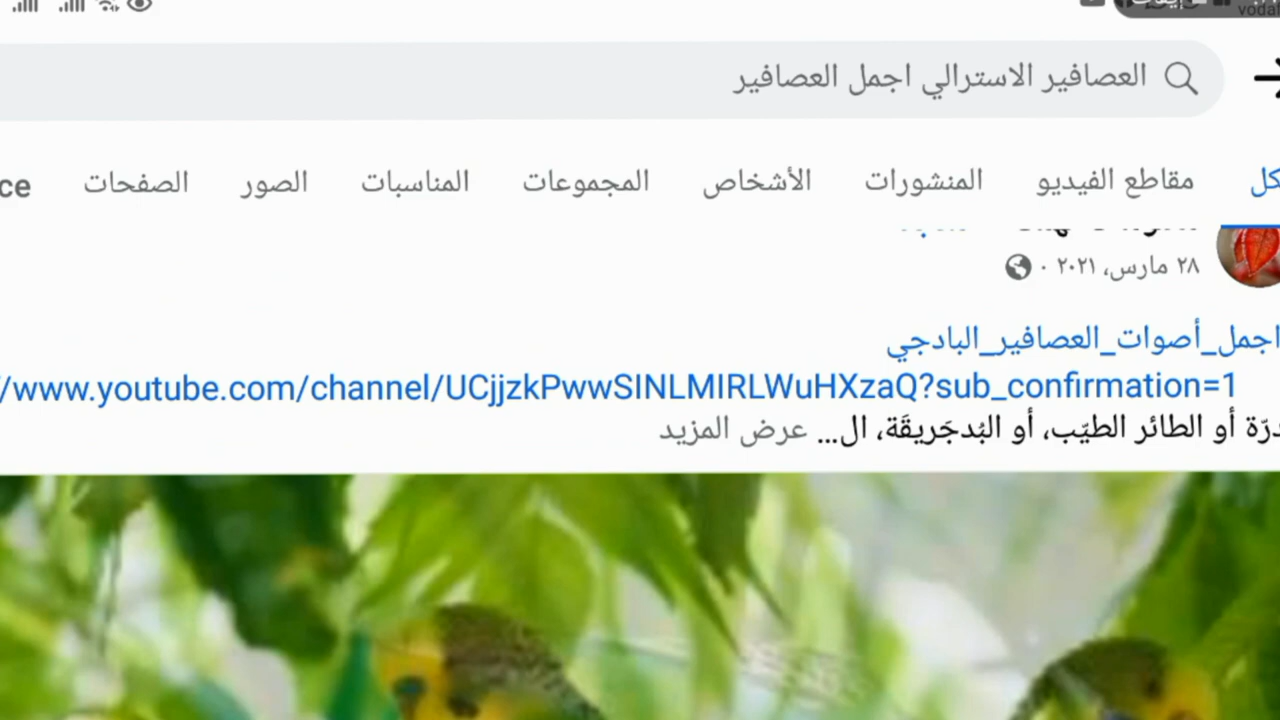 العصافير الاسترالي اجمل العصافير
كل مقاطع الفيديو المنشورات الأشخاص المجموعات المناسبات الصور الصفحات ce
٢٨ مارس، ٢٠٢١ ·
اجمل_أصوات_العصافير_البادجي
/www.youtube.com/channel/UCjjzkPwwSINLMIRLWuHXzaQ?sub_confirmation=1
درّة أو الطائر الطيّب، أو البُدجَريقَة، ال... عرض المزيد